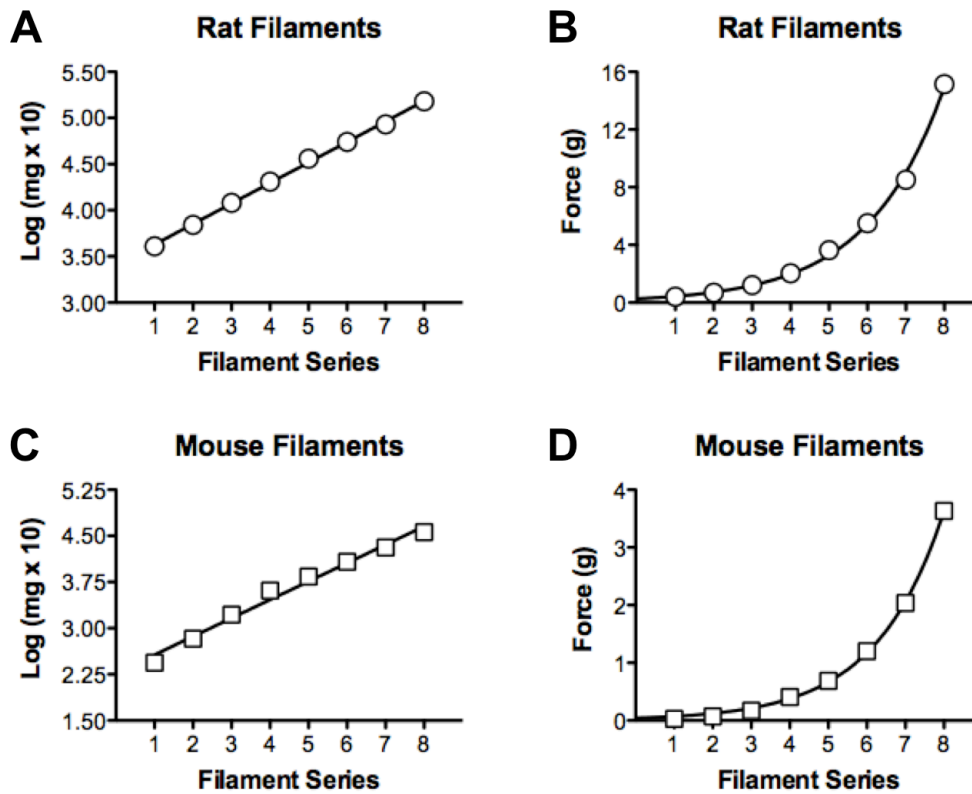 A
Rat Filaments
Log (mg x 10)
5.50
5.00
4.50
4.00
3.50
3.00
1 2 3 4 5 6 7 8
Filament Series
B
Rat Filaments
Force (g)
16
12
8
4
0
1 2 3 4 5 6 7 8
Filament Series
C
Mouse Filaments
Log (mg x 10)
5.25
4.50
3.75
3.00
2.25
1.50
1 2 3 4 5 6 7 8
Filament Series
D
Mouse Filaments
Force (g)
4
3
2
1
0
1 2 3 4 5 6 7 8
Filament Series